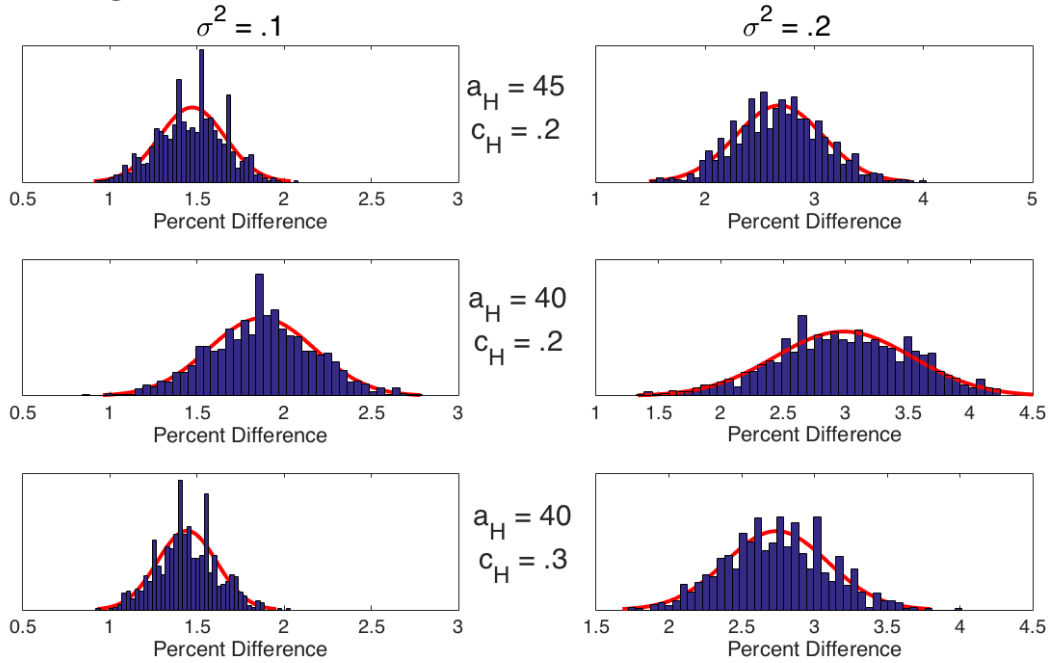 σ² = .1
σ² = .2
0.5 1 1.5 2 2.5 3
Percent Difference
a_H = 45
c_H = .2
1 2 3 4 5
Percent Difference
0.5 1 1.5 2 2.5 3
Percent Difference
a_H = 40
c_H = .2
1 1.5 2 2.5 3 3.5 4 4.5
Percent Difference
0.5 1 1.5 2 2.5 3
Percent Difference
a_H = 40
c_H = .3
1.5 2 2.5 3 3.5 4 4.5
Percent Difference